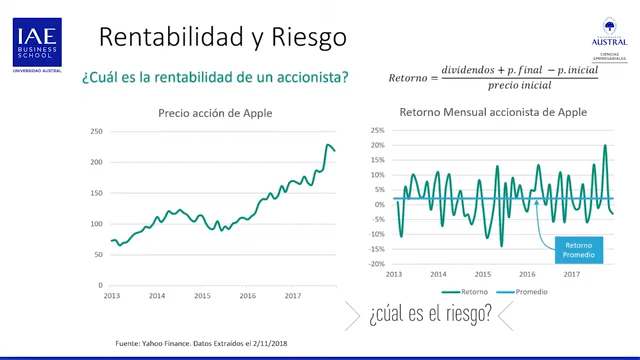 IAE
BUSINESS
SCHOOL
UNIVERSIDAD AUSTRAL
Rentabilidad y Riesgo
UNIVERSIDAD
AUSTRAL
CIENCIAS
EMPRESARIALES
¿Cuál es la rentabilidad de un accionista?
Retorno = dividendos + p. final − p. inicial
precio inicial
Precio acción de Apple
250
200
150
100
50
0
2013 2014 2015 2016 2017
Retorno Mensual accionista de Apple
25%
20%
15%
10%
5%
0%
-5%
-10%
-15%
-20%
Retorno
Promedio
2013 2014 2015 2016 2017
Retorno Promedio
¿cúal es el riesgo?
Fuente: Yahoo Finance. Datos Extraídos el 2/11/2018